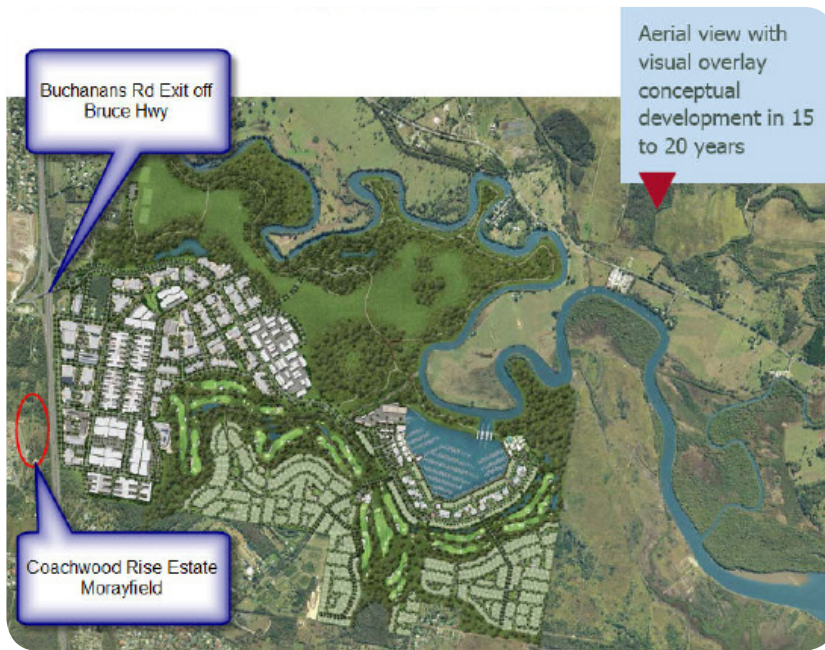 Aerial view with
visual overlay
conceptual
development in 15
to 20 years
Buchanans Rd Exit off
Bruce Hwy
Coachwood Rise Estate
Morayfield